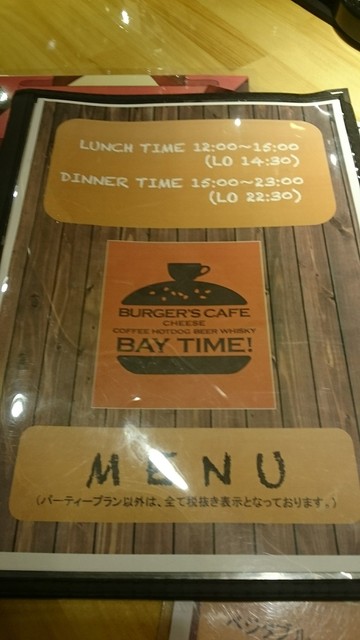 LUNCH TIME 12:00~15:00
(LO 14:30)
DINNER TIME 15:00~23:00
(LO 22:30)
BURGER'S CAFE
CHEESE
COFFEE HOTDOG BEER WHISKY
BAY TIME!
MENU
(パーティープラン以外は、全て税抜き表示となっております。)